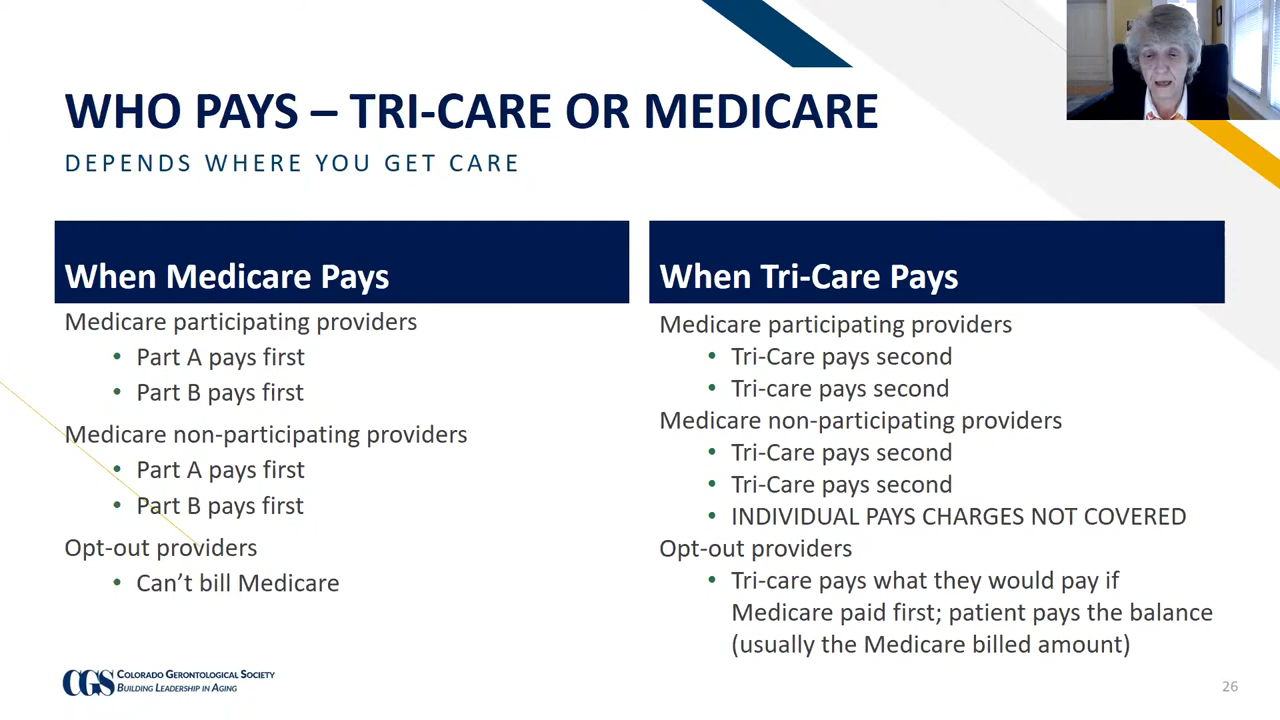 WHO PAYS – TRI-CARE OR MEDICARE
DEPENDS WHERE YOU GET CARE
When Medicare Pays
Medicare participating providers
• Part A pays first
• Part B pays first
Medicare non-participating providers
• Part A pays first
• Part B pays first
Opt-out providers
• Can’t bill Medicare
When Tri-Care Pays
Medicare participating providers
• Tri-Care pays second
• Tri-care pays second
Medicare non-participating providers
• Tri-Care pays second
• Tri-Care pays second
• INDIVIDUAL PAYS CHARGES NOT COVERED
Opt-out providers
• Tri-care pays what they would pay if
Medicare paid first; patient pays the balance
(usually the Medicare billed amount)
CGS COLORADO GERONTOLOGICAL SOCIETY
BUILDING LEADERSHIP IN AGING
26